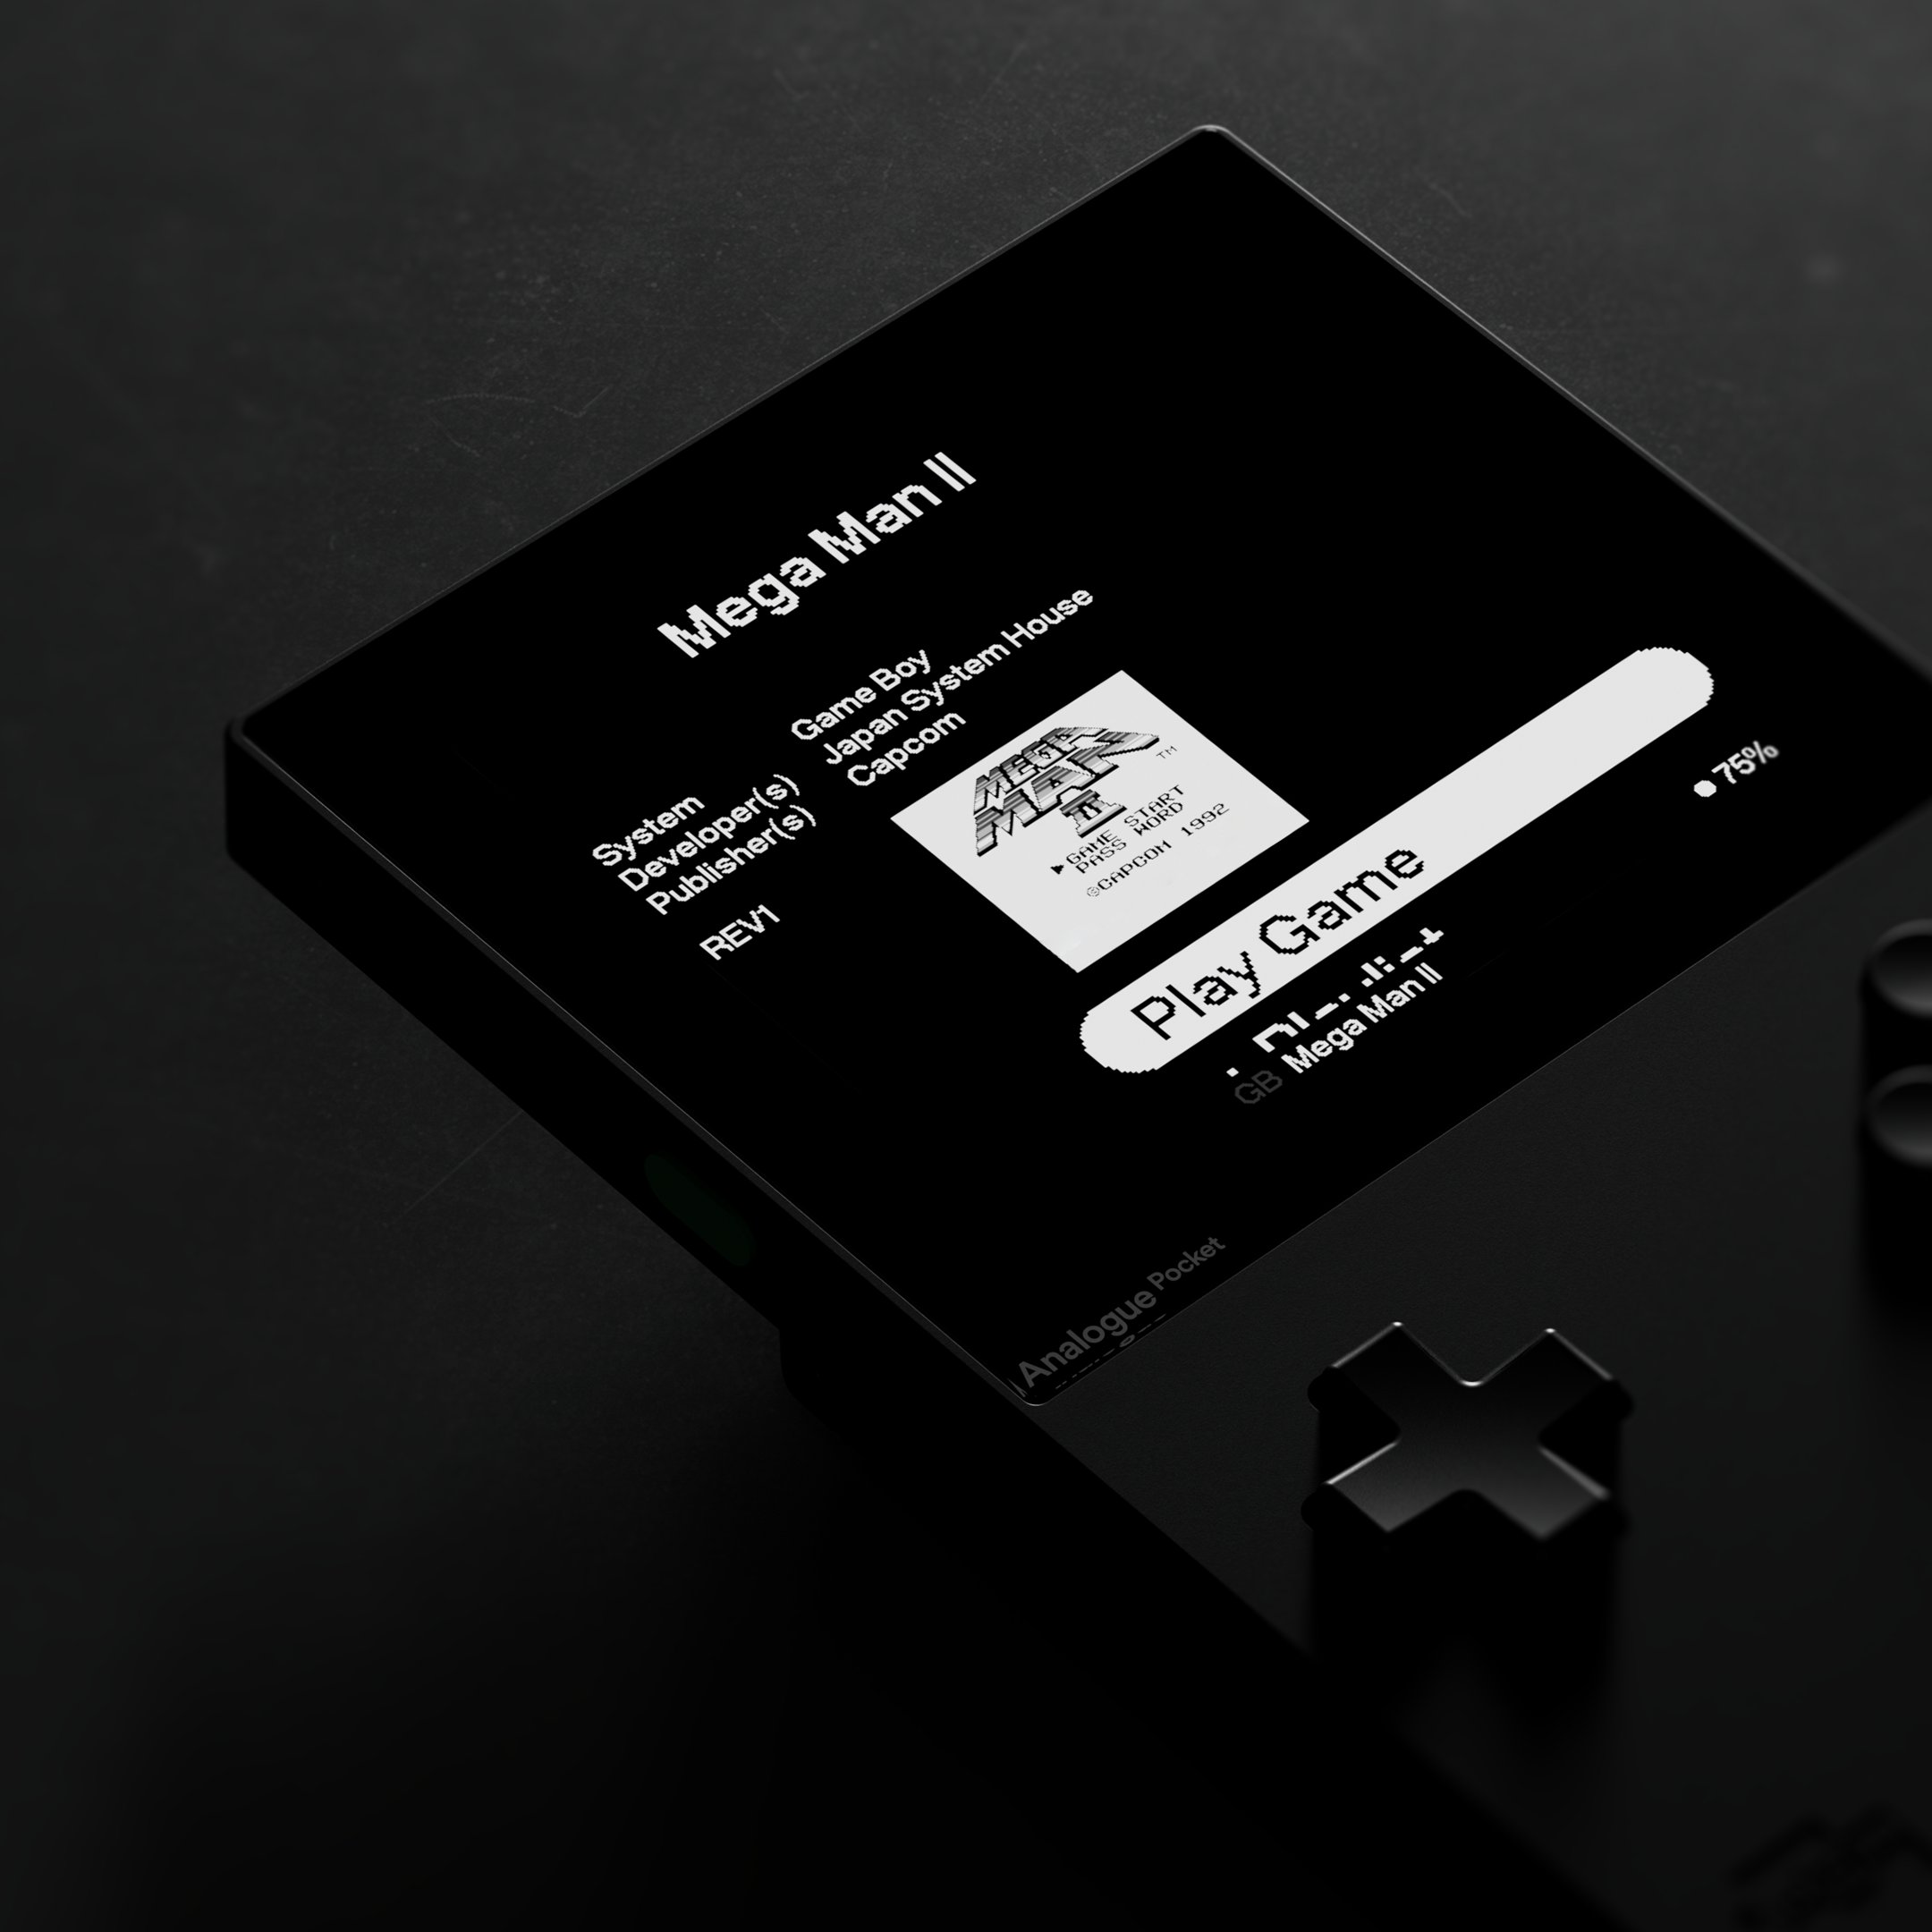 Mega Man II
System Game Boy
Developer(s) Japan System House
Publisher(s) Capcom
REV1
MEGA
MAN
II
TM
GAME START
PASS WORD
©CAPCOM 1992
Play Game
GB Mega Man II
75%
Analogue Pocket